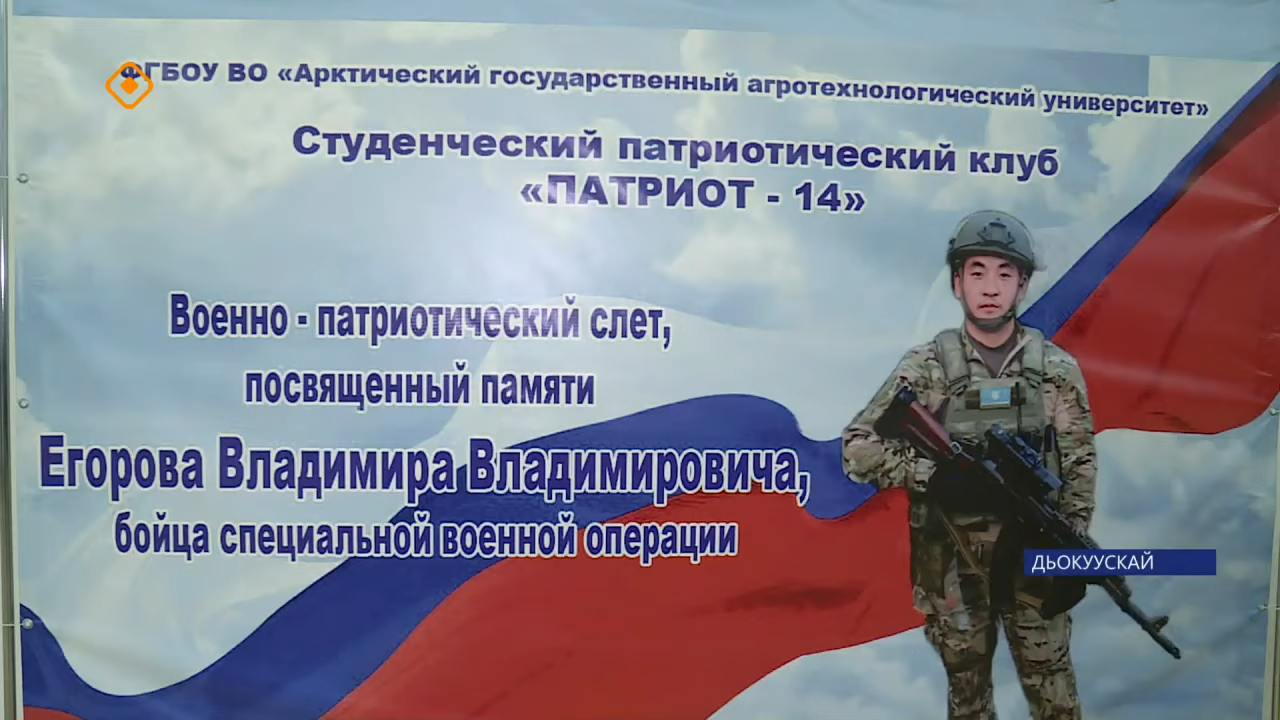 ФГБОУ ВО «Арктический государственный агротехнологический университет»
Студенческий патриотический клуб
«ПАТРИОТ - 14»
Военно - патриотический слет,
посвященный памяти
Егорова Владимира Владимировича,
бойца специальной военной операции
ДЬОКУУСКАЙ